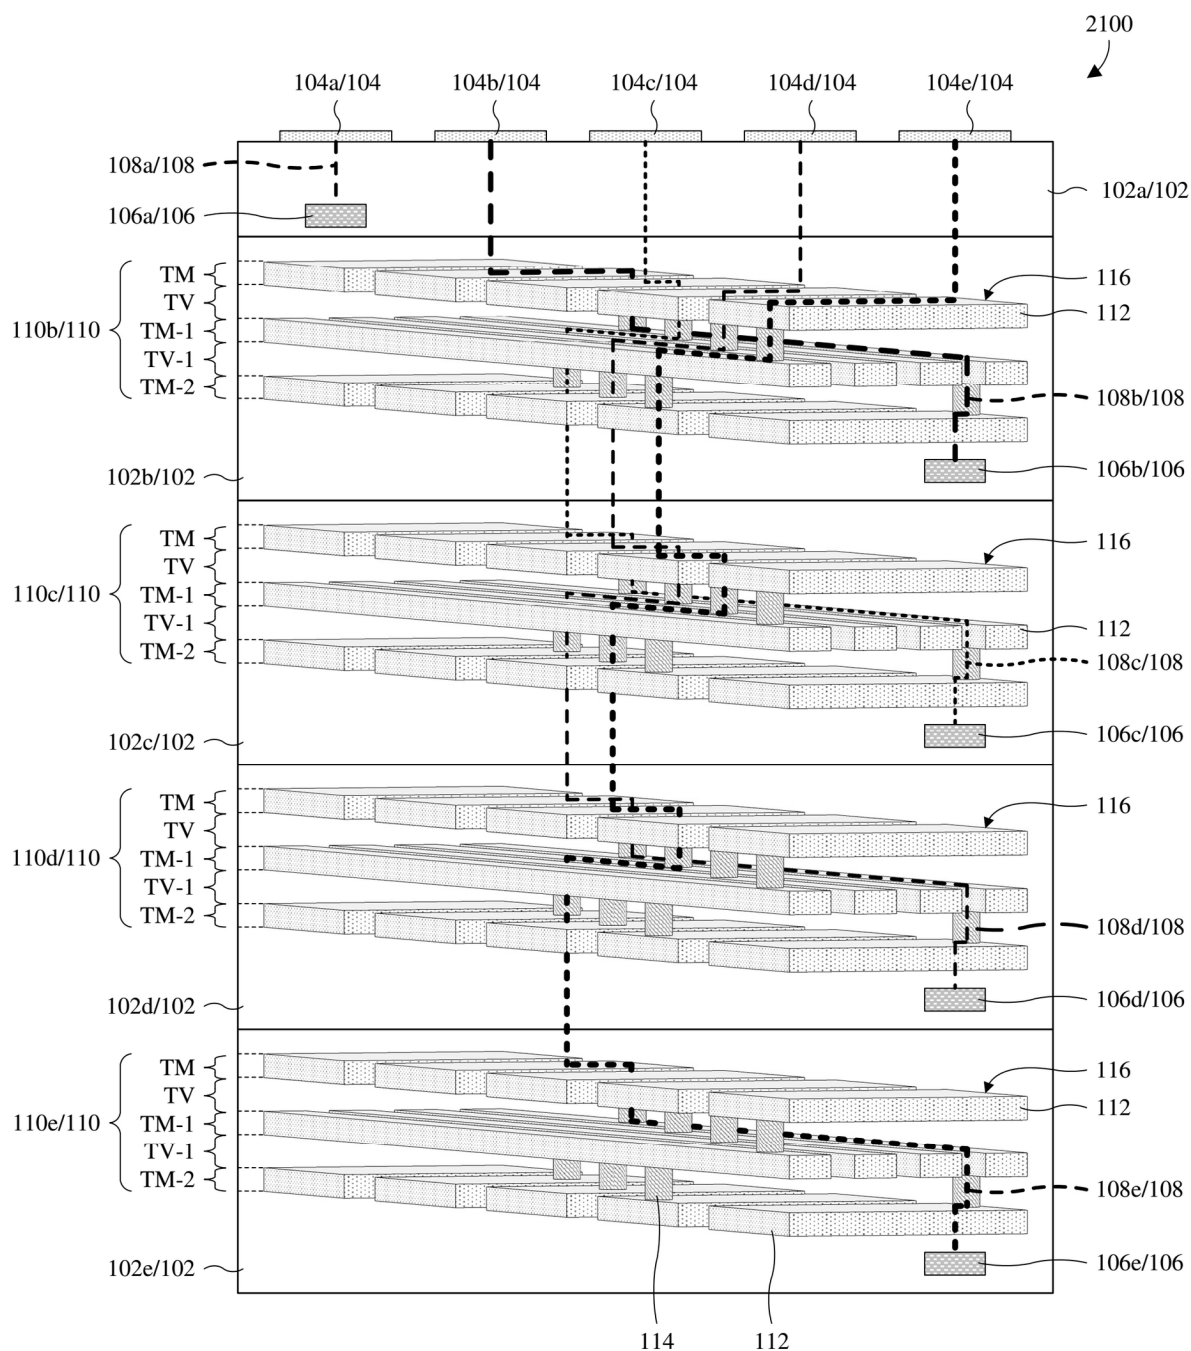 2100
104a/104 104b/104 104c/104 104d/104 104e/104
108a/108
102a/102
106a/106
TM
116
TV
112
110b/110
TM-1
TV-1
TM-2
108b/108
106b/106
102b/102
TM
116
TV
110c/110
TM-1
TV-1
112
TM-2
108c/108
106c/106
102c/102
TM
116
TV
110d/110
TM-1
TV-1
TM-2
108d/108
106d/106
102d/102
TM
116
TV
112
110e/110
TM-1
TV-1
TM-2
108e/108
106e/106
102e/102
114 112